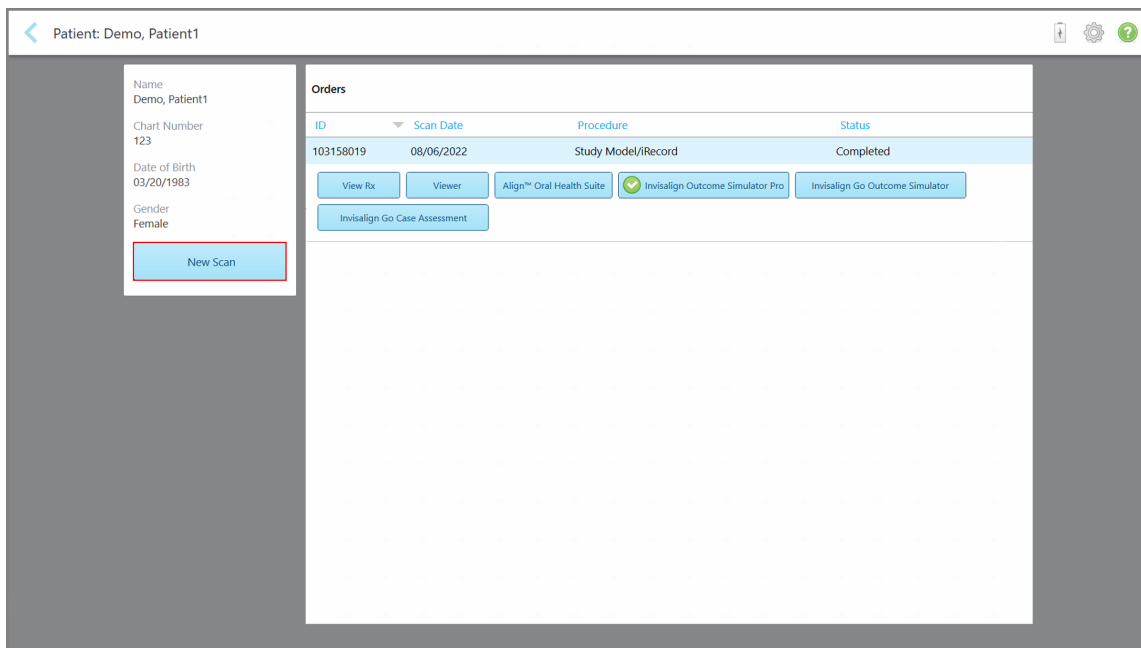 Patient: Demo, Patient1
Name
Demo, Patient1
Chart Number
123
Date of Birth
03/20/1983
Gender
Female
New Scan
Orders
ID Scan Date Procedure Status
103158019 08/06/2022 Study Model/iRecord Completed
View Rx Viewer Align™ Oral Health Suite Invisalign Outcome Simulator Pro Invisalign Go Outcome Simulator
Invisalign Go Case Assessment